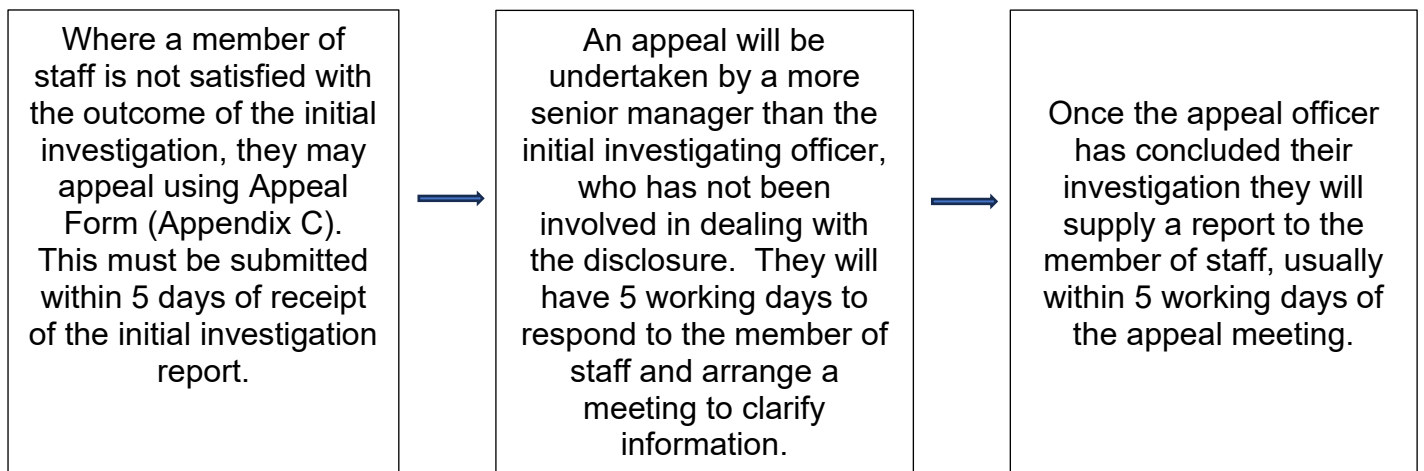 Where a member of
staff is not satisfied with
the outcome of the initial
investigation, they may
appeal using Appeal
Form (Appendix C).
This must be submitted
within 5 days of receipt
of the initial investigation
report.
An appeal will be
undertaken by a more
senior manager than the
initial investigating officer,
who has not been
involved in dealing with
the disclosure.  They will
have 5 working days to
respond to the member of
staff and arrange a
meeting to clarify
information.
Once the appeal officer
has concluded their
investigation they will
supply a report to the
member of staff, usually
within 5 working days of
the appeal meeting.